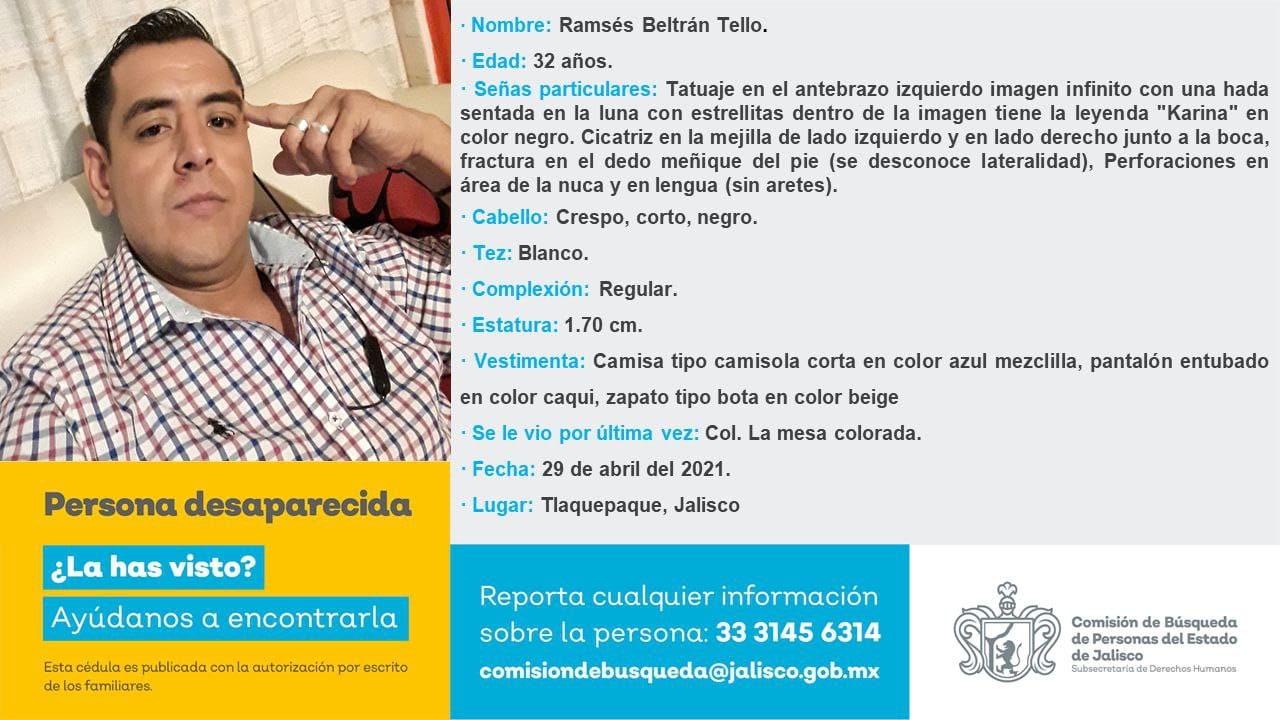 · Nombre: Ramsés Beltrán Tello.
· Edad: 32 años.
· Señas particulares: Tatuaje en el antebrazo izquierdo imagen infinito con una hada
sentada en la luna con estrellitas dentro de la imagen tiene la leyenda "Karina" en
color negro. Cicatriz en la mejilla de lado izquierdo y en lado derecho junto a la boca,
fractura en el dedo meñique del pie (se desconoce lateralidad), Perforaciones en
área de la nuca y en lengua (sin aretes).
· Cabello: Crespo, corto, negro.
· Tez: Blanco.
· Complexión: Regular.
· Estatura: 1.70 cm.
· Vestimenta: Camisa tipo camisola corta en color azul mezclilla, pantalón entubado
en color caqui, zapato tipo bota en color beige
· Se le vio por última vez: Col. La mesa colorada.
· Fecha: 29 de abril del 2021.
· Lugar: Tlaquepaque, Jalisco
Persona desaparecida
¿La has visto?
Ayúdanos a encontrarla
Esta cédula es publicada con la autorización por escrito
de los familiares.
Reporta cualquier información
sobre la persona: 33 3145 6314
comisiondebusqueda@jalisco.gob.mx
Comisión de Búsqueda
de Personas del Estado
de Jalisco
Subsecretaría de Derechos Humanos